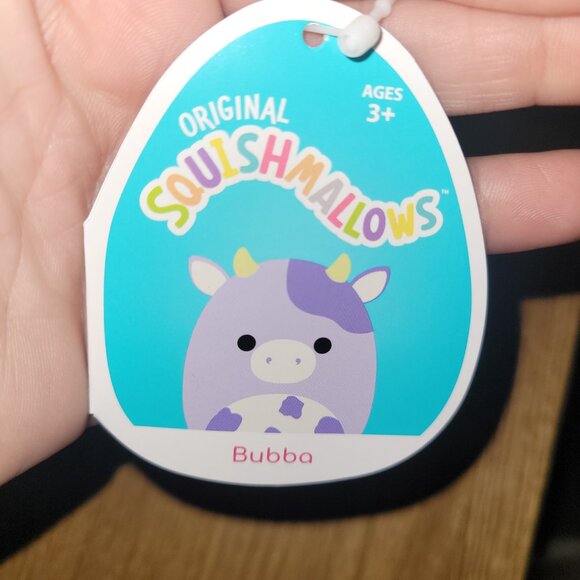 ORIGINAL
AGES
3+
SQUISHMALLOWS™
Bubba